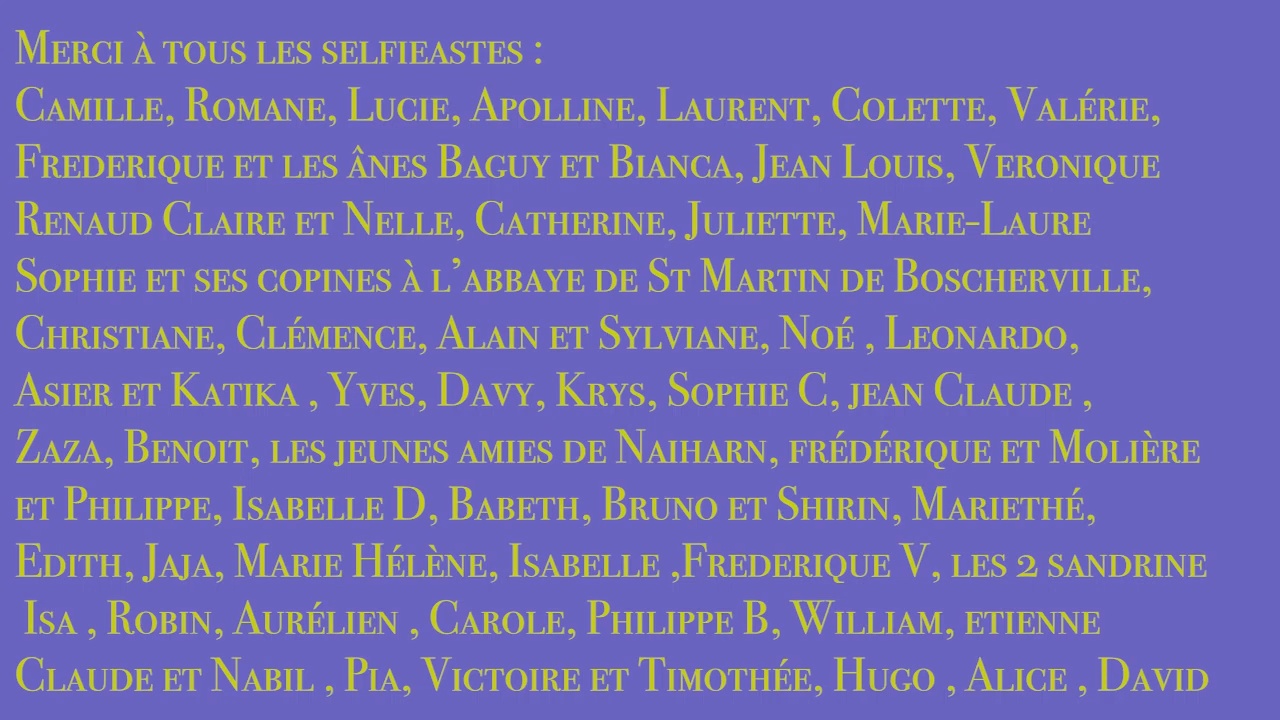 Merci à tous les selfieastes :
Camille, Romane, Lucie, Apolline, Laurent, Colette, Valérie,
Frederique et les ânes Baguy et Bianca, Jean Louis, Veronique
Renaud Claire et Nelle, Catherine, Juliette, Marie-Laure
Sophie et ses copines à l’abbaye de St Martin de Boscherville,
Christiane, Clémence, Alain et Sylviane, Noé , Leonardo,
Asier et Katika , Yves, Davy, Krys, Sophie C, jean Claude ,
Zaza, Benoit, les jeunes amies de Naiharn, frédérique et Molière
et Philippe, Isabelle D, Babeth, Bruno et Shirin, Mariethé,
Edith, Jaja, Marie Hélène, Isabelle ,Frederique V, les 2 sandrine
Isa , Robin, Aurélien , Carole, Philippe B, William, etienne
Claude et Nabil , Pia, Victoire et Timothée, Hugo , Alice , David